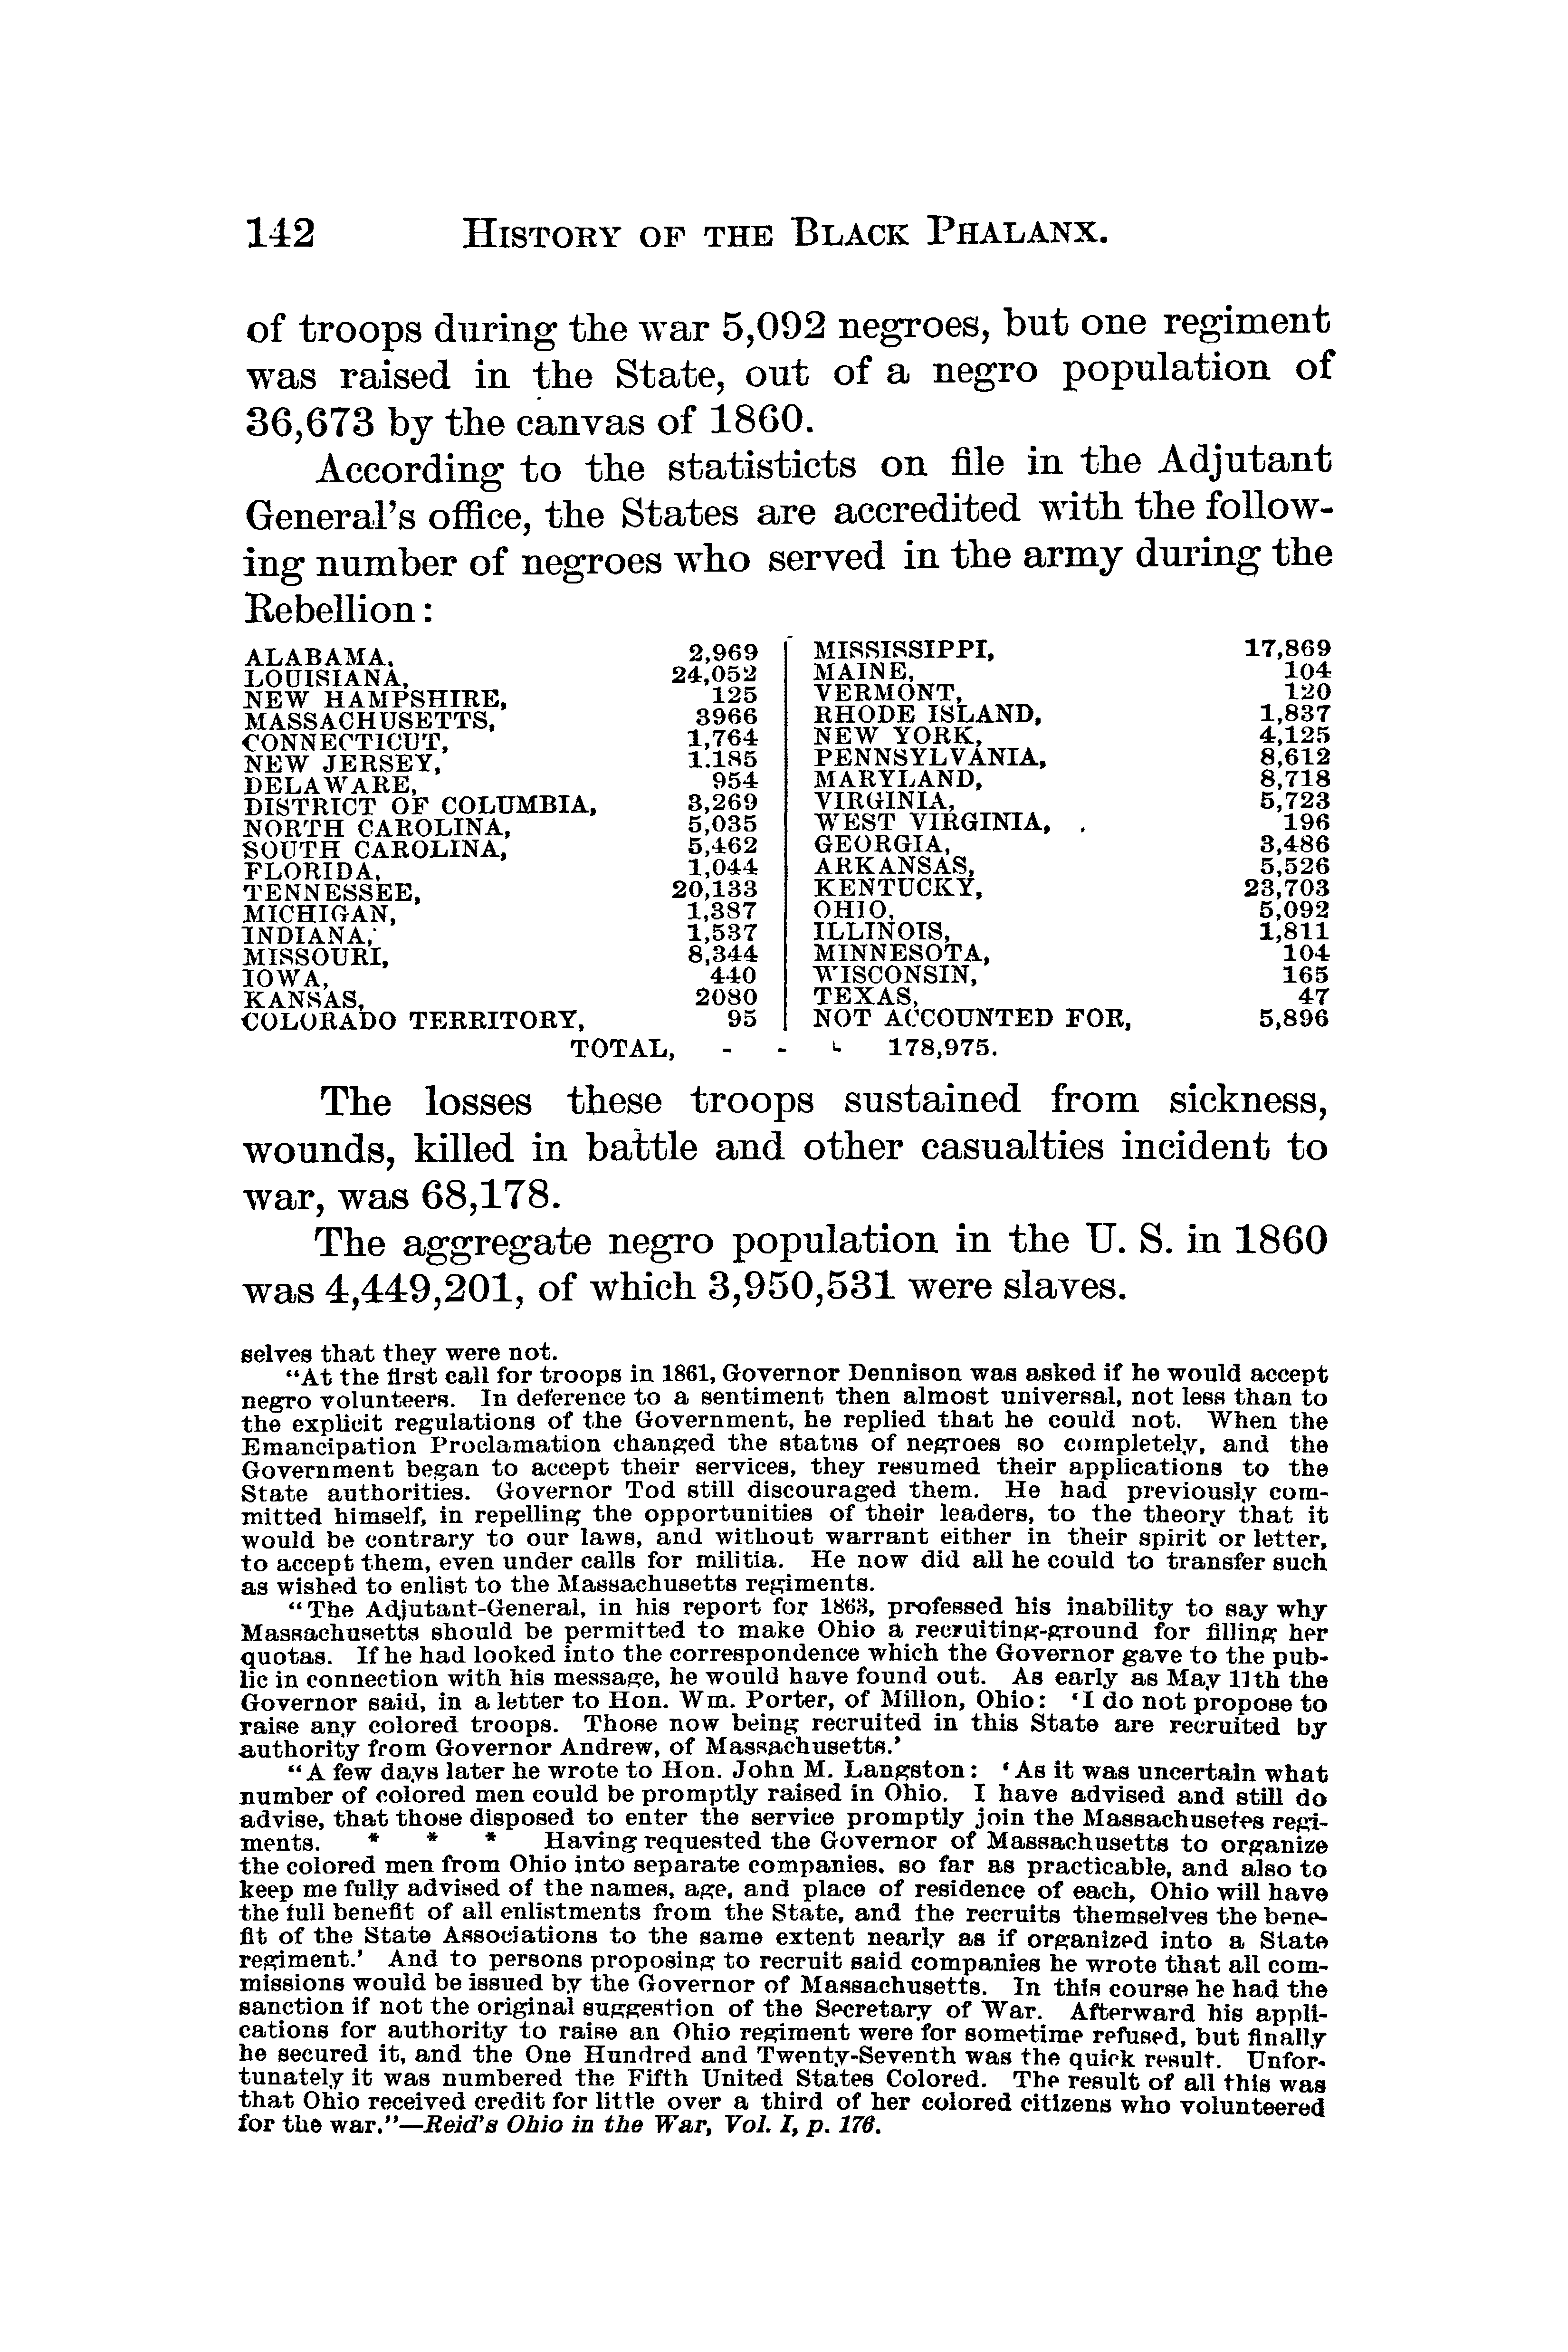 142 HISTORY OF THE BLACK PHALANX.
of troops during the war 5,092 negroes, but one regiment
was raised in the State, out of a negro population of
36,673 by the canvas of 1860.
According to the statisticts on file in the Adjutant
General's office, the States are accredited with the follow-
ing number of negroes who served in the army during the
Rebellion:
ALABAMA, 2,969
LOUISIANA, 24,052
NEW HAMPSHIRE, 125
MASSACHUSETTS, 3966
CONNECTICUT, 1,764
NEW JERSEY, 1.185
DELAWARE, 954
DISTRICT OF COLUMBIA, 3,269
NORTH CAROLINA, 5,035
SOUTH CAROLINA, 5,462
FLORIDA, 1,044
TENNESSEE, 20,133
MICHIGAN, 1,387
INDIANA, 1,537
MISSOURI, 8,344
IOWA, 440
KANSAS, 2080
COLORADO TERRITORY, 95
MISSISSIPPI, 17,869
MAINE, 104
VERMONT, 120
RHODE ISLAND, 1,837
NEW YORK, 4,125
PENNSYLVANIA, 8,612
MARYLAND, 8,718
VIRGINIA, 5,723
WEST VIRGINIA, . 196
GEORGIA, 3,486
ARKANSAS, 5,526
KENTUCKY, 23,703
OHIO, 5,092
ILLINOIS, 1,811
MINNESOTA, 104
WISCONSIN, 165
TEXAS, 47
NOT ACCOUNTED FOR, 5,896
TOTAL, - - - 178,975.
The losses these troops sustained from sickness,
wounds, killed in battle and other casualties incident to
war, was 68,178.
The aggregate negro population in the U. S. in 1860
was 4,449,201, of which 3,950,531 were slaves.
selves that they were not.
"At the first call for troops in 1861, Governor Dennison was asked if he would accept
negro volunteers. In deference to a sentiment then almost universal, not less than to
the explicit regulations of the Government, he replied that he could not. When the
Emancipation Proclamation changed the status of negroes so completely, and the
Government began to accept their services, they resumed their applications to the
State authorities. Governor Tod still discouraged them. He had previously com-
mitted himself, in repelling the opportunities of their leaders, to the theory that it
would be contrary to our laws, and without warrant either in their spirit or letter,
to accept them, even under calls for militia. He now did all he could to transfer such
as wished to enlist to the Massachusetts regiments.
"The Adjutant-General, in his report for 1863, professed his inability to say why
Massachusetts should be permitted to make Ohio a recruiting-ground for filling her
quotas. If he had looked into the correspondence which the Governor gave to the pub-
lic in connection with his message, he would have found out. As early as May 11th the
Governor said, in a letter to Hon. Wm. Porter, of Millon, Ohio: 'I do not propose to
raise any colored troops. Those now being recruited in this State are recruited by
authority from Governor Andrew, of Massachusetts.'
"A few days later he wrote to Hon. John M. Langston: 'As it was uncertain what
number of colored men could be promptly raised in Ohio. I have advised and still do
advise, that those disposed to enter the service promptly join the Massachusetes regi-
ments. * * * Having requested the Governor of Massachusetts to organize
the colored men from Ohio into separate companies, so far as practicable, and also to
keep me fully advised of the names, age, and place of residence of each, Ohio will have
the full benefit of all enlistments from the State, and the recruits themselves the bene-
fit of the State Associations to the same extent nearly as if organized into a State
regiment.' And to persons proposing to recruit said companies he wrote that all com-
missions would be issued by the Governor of Massachusetts. In this course he had the
sanction if not the original suggestion of the Secretary of War. Afterward his appli-
cations for authority to raise an Ohio regiment were for sometime refused, but finally
he secured it, and the One Hundred and Twenty-Seventh was the quick result. Unfor-
tunately it was numbered the Fifth United States Colored. The result of all this was
that Ohio received credit for little over a third of her colored citizens who volunteered
for the war."—Reid's Ohio in the War, Vol. I, p. 176.